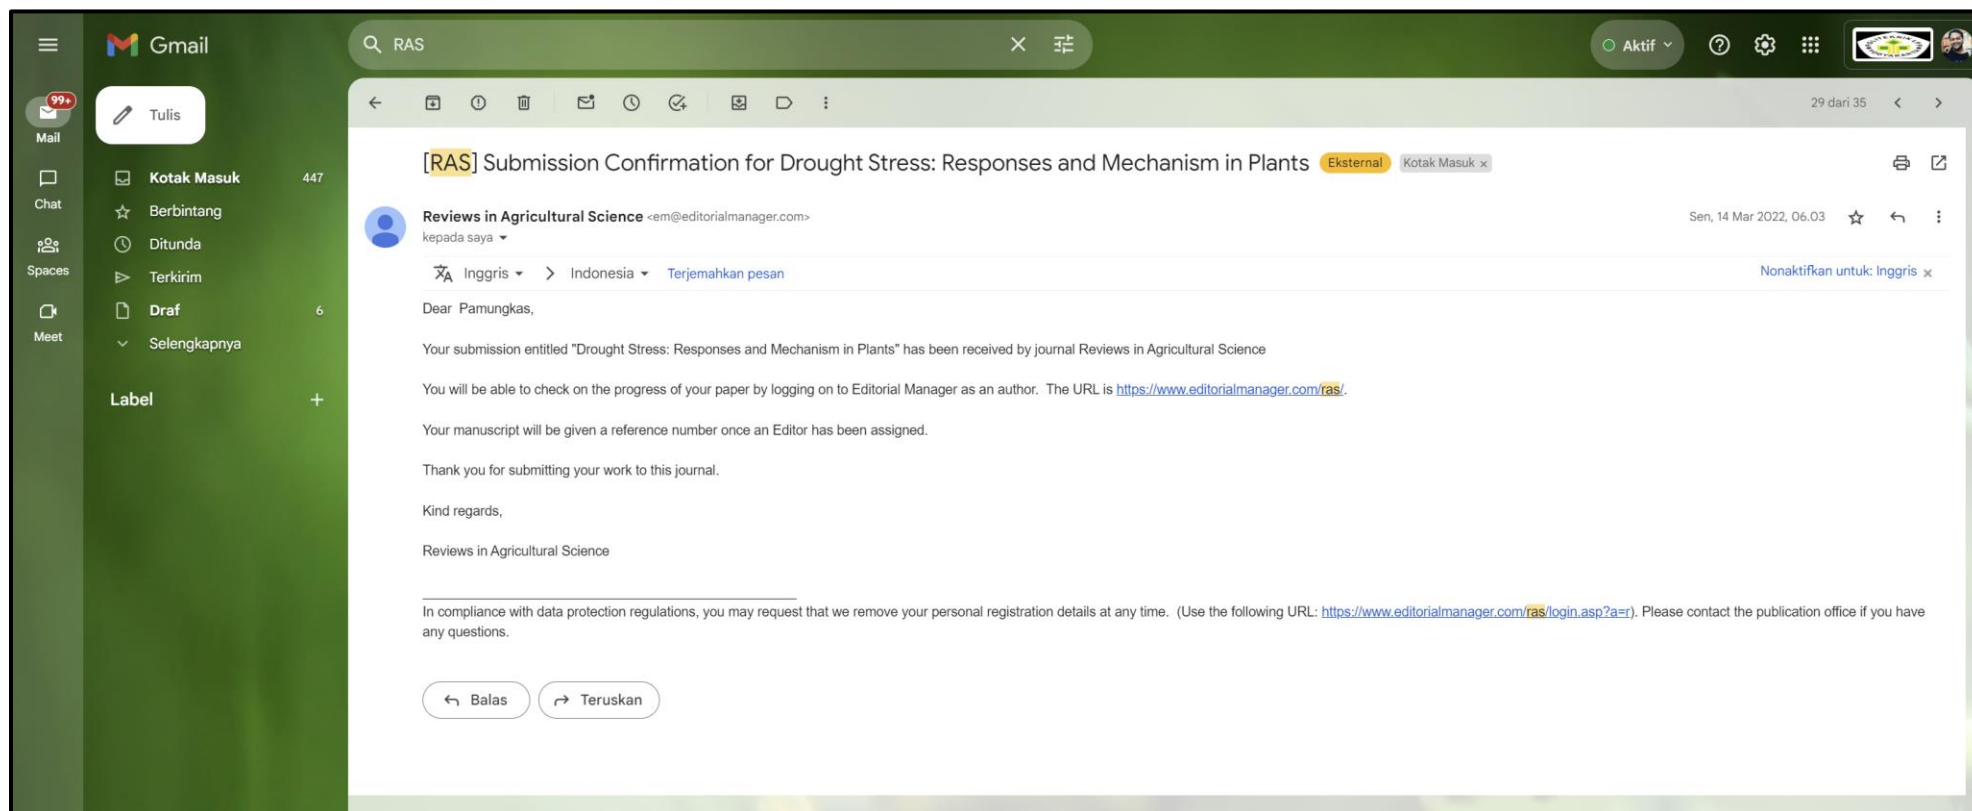 Gmail
RAS
Aktif
99+
Mail
Chat
Spaces
Meet
Tulis
Kotak Masuk 447
Berbintang
Ditunda
Terkirim
Draf 6
Selengkapnya
Label
29 dari 35
[RAS] Submission Confirmation for Drought Stress: Responses and Mechanism in Plants Eksternal Kotak Masuk x
Reviews in Agricultural Science <em@editorialmanager.com>
Sen, 14 Mar 2022, 06.03
kepada saya
Inggris > Indonesia Terjemahkan pesan
Nonaktifkan untuk: Inggris x
Dear Pamungkas,
Your submission entitled "Drought Stress: Responses and Mechanism in Plants" has been received by journal Reviews in Agricultural Science
You will be able to check on the progress of your paper by logging on to Editorial Manager as an author. The URL is https://www.editorialmanager.com/ras/.
Your manuscript will be given a reference number once an Editor has been assigned.
Thank you for submitting your work to this journal.
Kind regards,
Reviews in Agricultural Science
In compliance with data protection regulations, you may request that we remove your personal registration details at any time. (Use the following URL: https://www.editorialmanager.com/ras/login.asp?a=r). Please contact the publication office if you have
any questions.
Balas
Teruskan